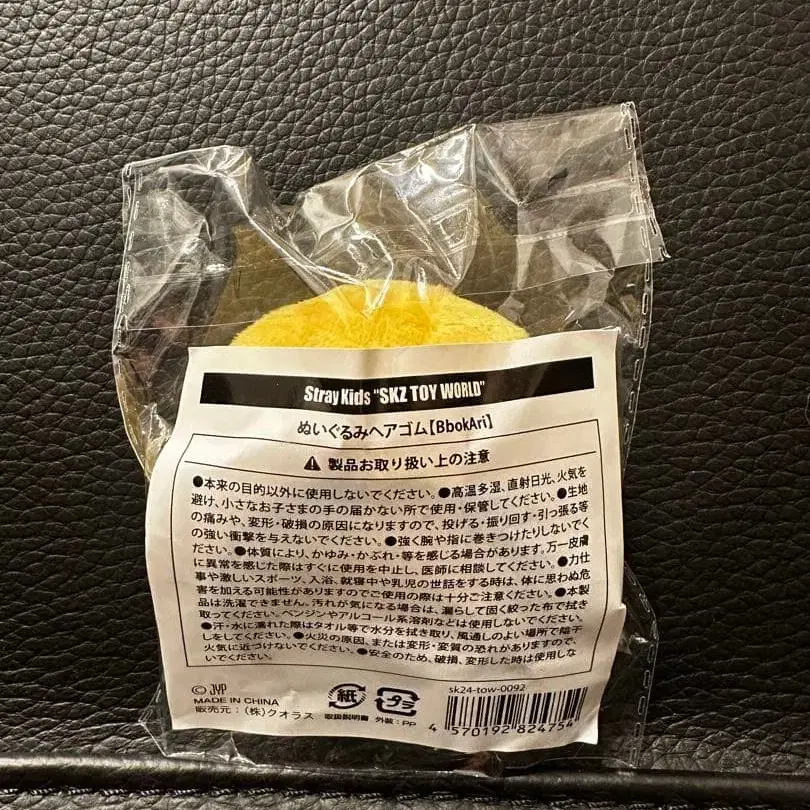 Stray Kids "SKZ TOY WORLD"
ぬいぐるみヘアゴム【BbokAri】
⚠ 製品お取り扱い上の注意
●本来の目的以外に使用しないでください。●高温多湿、直射日光、火気を
避け、小さなお子さまの手の届かない所で使用・保管してください。●生地
の痛みや、変形・破損の原因になりますので、投げる・振り回す・引っ張る等
の強い衝撃を与えないでください。●強く腕や指に巻きつけたりしないでく
ださい。●体質により、かゆみ・かぶれ・等を感じる場合があります。万一皮膚
に異常を感じた際はすぐに使用を中止し、医師に相談してください。●力仕
事や激しいスポーツ、入浴、就寝中や乳児の世話をする時は、体に思わぬ危
害を加える可能性がありますのでご使用の際は十分ご注意ください。●本製
品は洗濯できません。汚れが気になる場合は、濡らして固く絞った布で拭き
取ってください。ベンジンやアルコール系溶剤などは使用しないでください。
●汗・水に濡れた際はタオル等で水分を拭き取り、風通しのよい場所で陰干
しをしてください。●火災の原因、または変形・変質の恐れがありますので、
火気に近づけないでください。●安全のため、破損、変形した時は使用しな
いでください。
© JYP
MADE IN CHINA
販売元:(株)クオラス
紙
取扱説明書
プラ
外装:PP
sk24-tow-0092
4 570192 824754